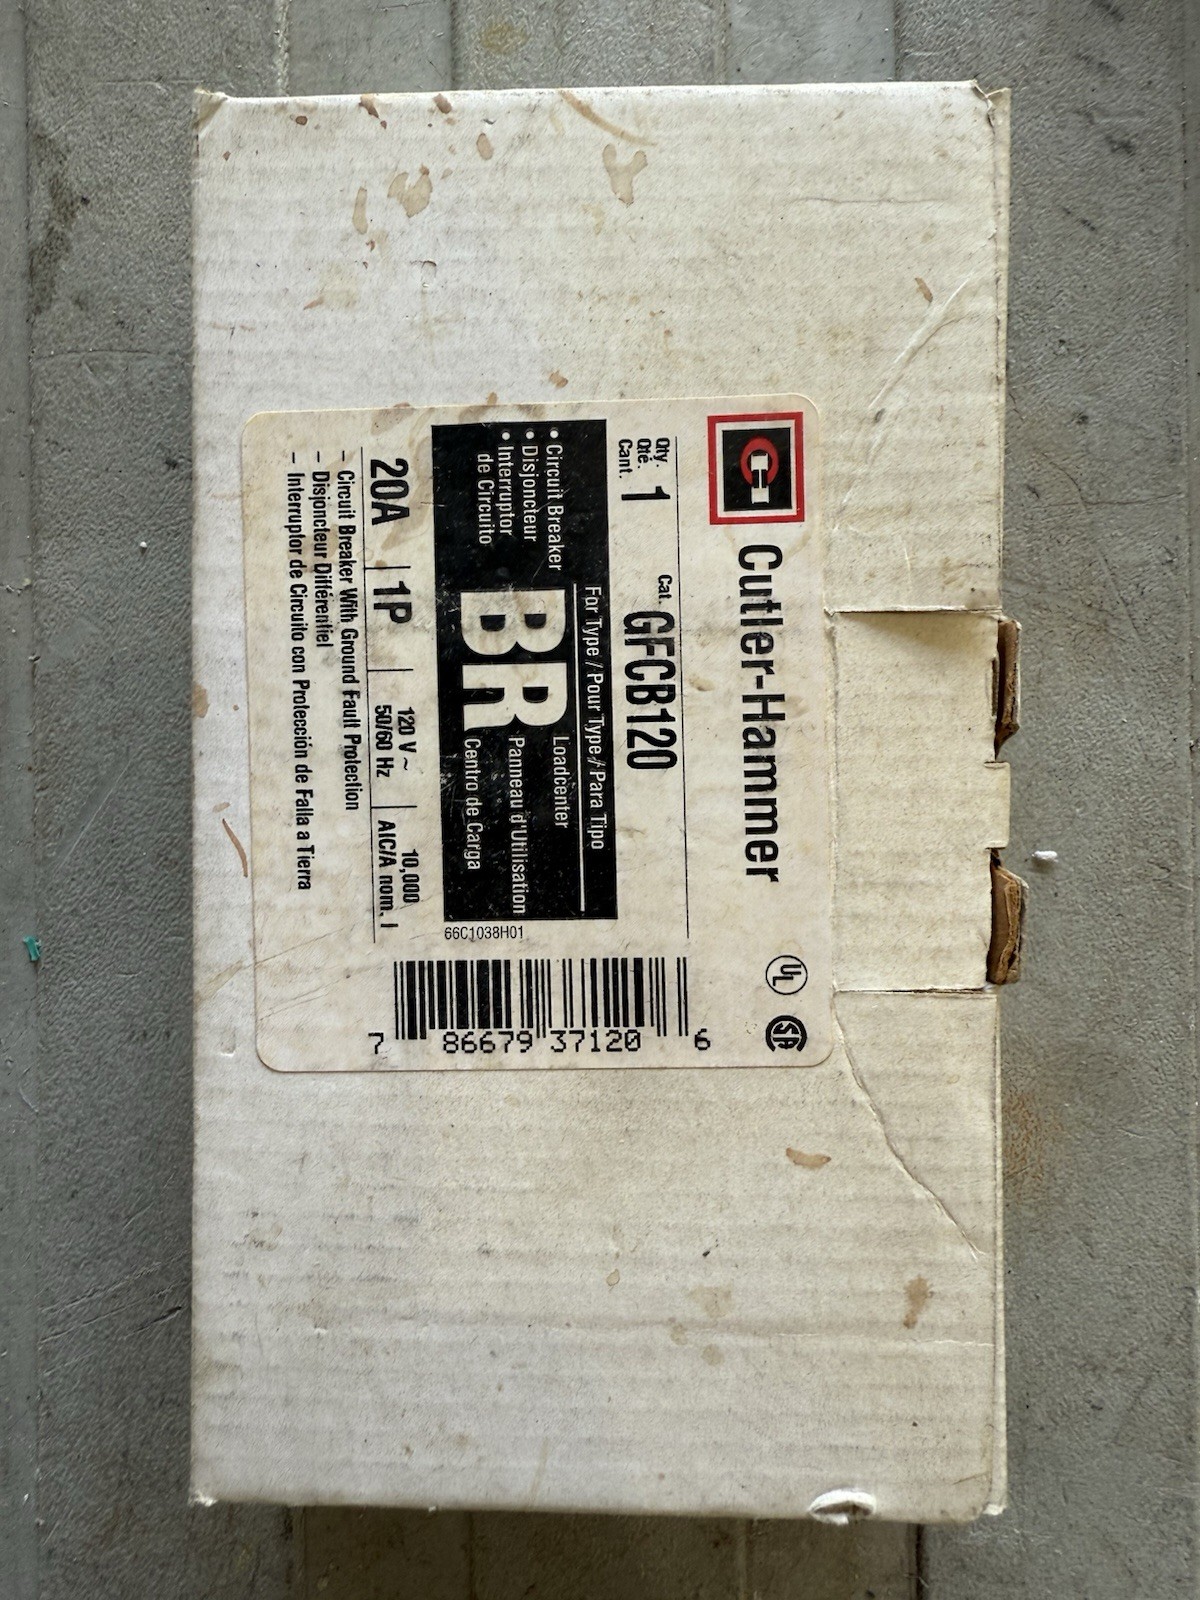 CH
Cutler-Hammer
UL
SA
Qty.
Qté.
Cant.
1
Cat. GFCB120
• Circuit Breaker
• Disjoncteur
• Interruptor
de Circuito
For Type / Pour Type / Para Tipo
BR
Loadcenter
Panneau d'Utilisation
Centro de Carga
66C1038H01
20A
1P
120 V ~
50/60 Hz
10,000
AIC/A nom. I
– Circuit Breaker With Ground Fault Protection
– Disjoncteur Différentiel
– Interruptor de Circuito con Protección de Falla a Tierra
7 86679 37120 6